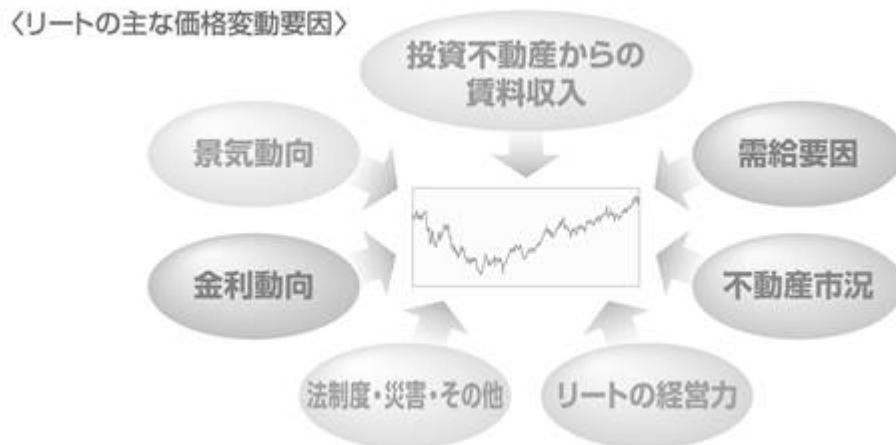 〈リートの主な価格変動要因〉
投資不動産からの
賃料収入
景気動向
需給要因
金利動向
不動産市況
法制度・災害・その他
リートの経営力